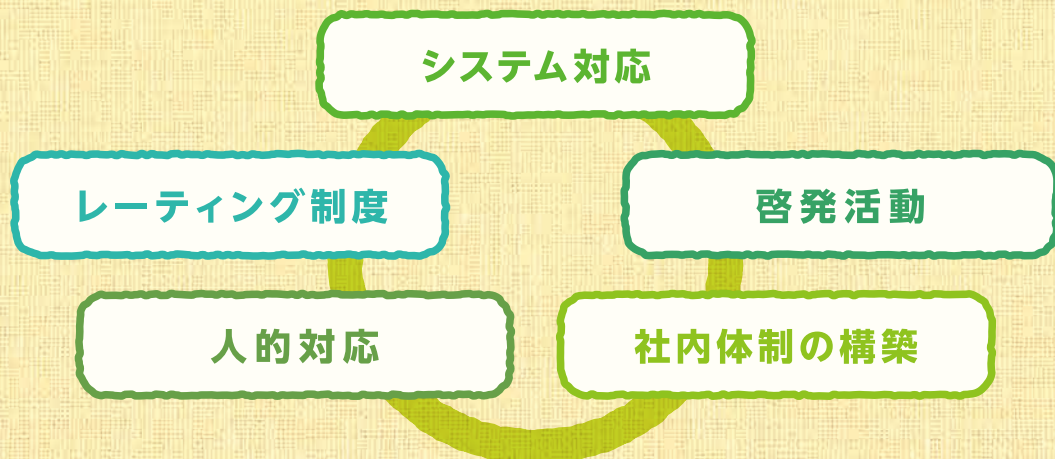 システム対応
レーティング制度
啓発活動
人的対応
社内体制の構築